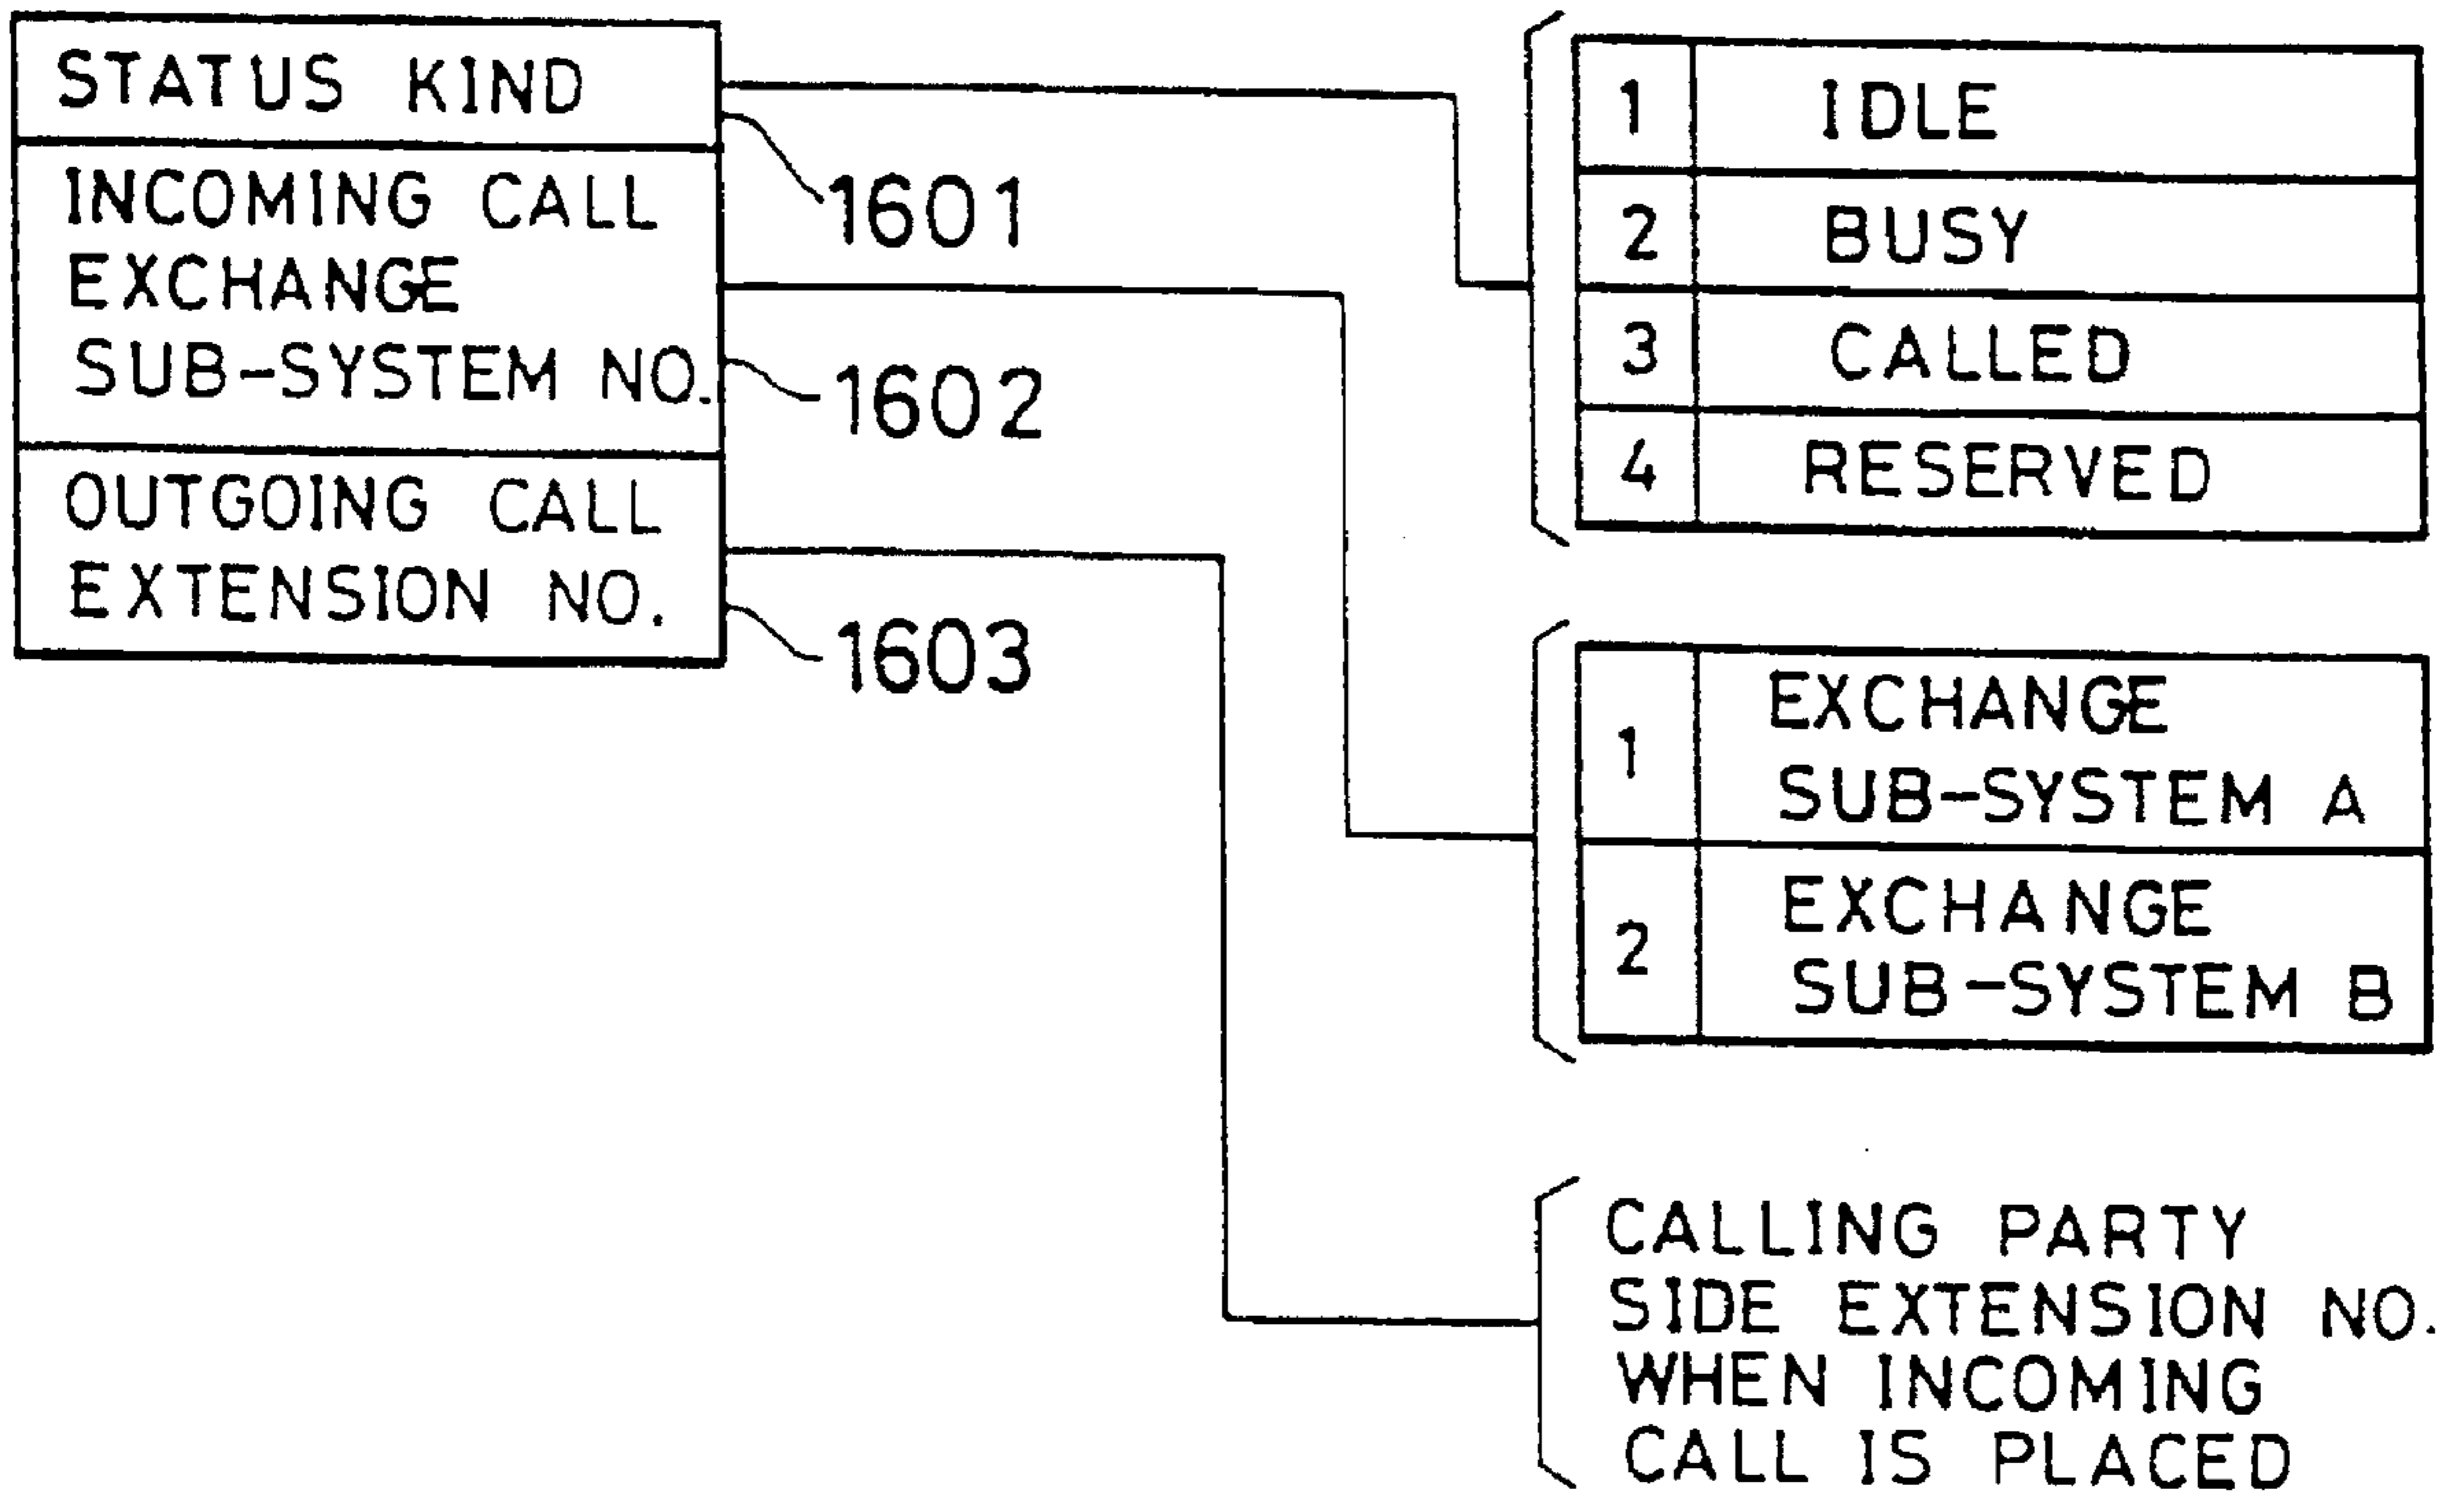 STATUS KIND
INCOMING CALL
EXCHANGE
SUB-SYSTEM NO.
OUTGOING CALL
EXTENSION NO.
1601
1602
1603
1 IDLE
2 BUSY
3 CALLED
4 RESERVED
1 EXCHANGE
SUB-SYSTEM A
2 EXCHANGE
SUB-SYSTEM B
CALLING PARTY
SIDE EXTENSION NO.
WHEN INCOMING
CALL IS PLACED